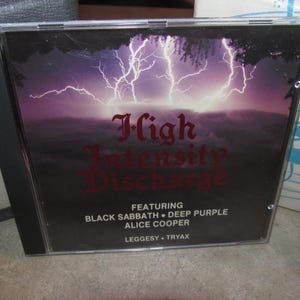 High
Intensity
Discharge
FEATURING
BLACK SABBATH • DEEP PURPLE
ALICE COOPER
LEGGESY • TRYAX